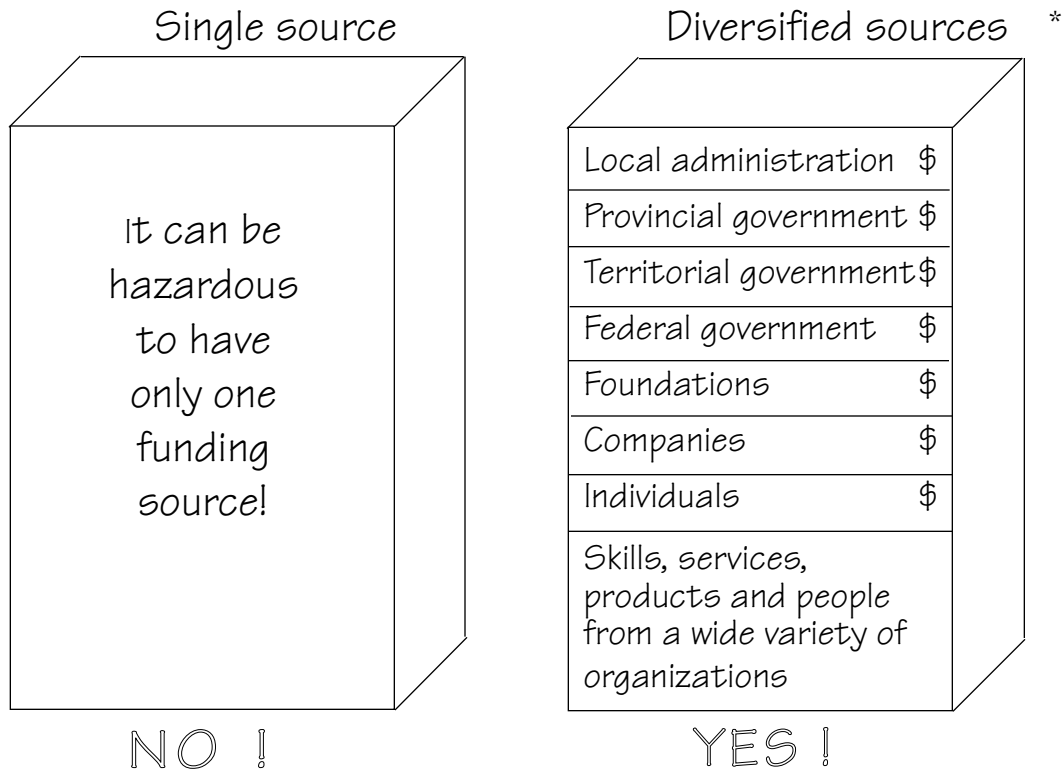 Single source
It can be
hazardous
to have
only one
funding
source!
NO !
Diversified sources *
Local administration $
Provincial government $
Territorial government $
Federal government $
Foundations $
Companies $
Individuals $
Skills, services,
products and people
from a wide variety of
organizations
YES !